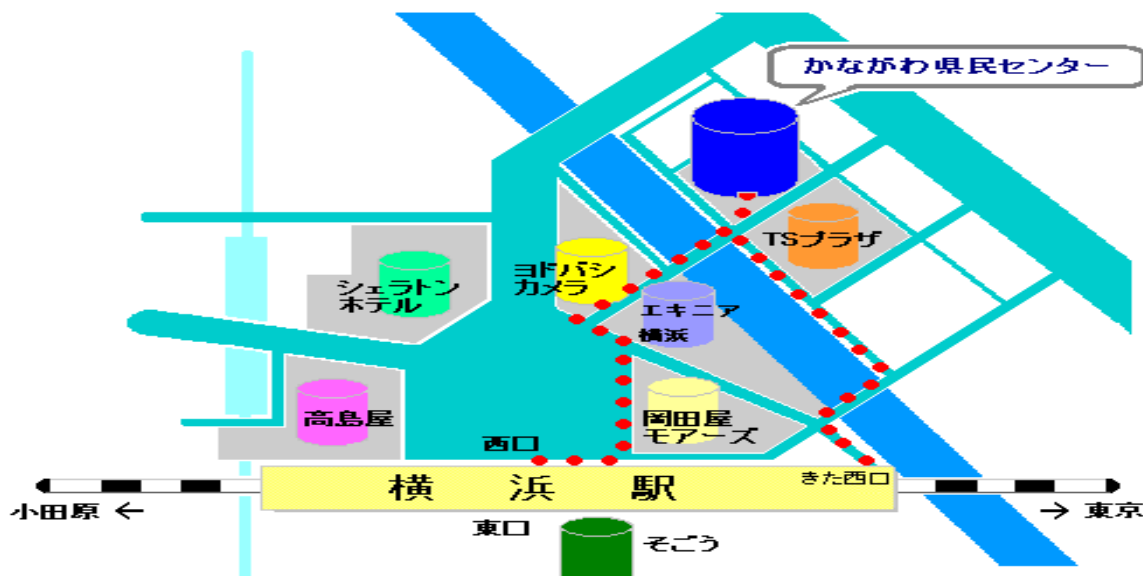 かながわ県民センター
TSプラザ
ヨドバシ
カメラ
シェラトン
ホテル
エキニア
横浜
高島屋
岡田屋
モアーズ
西口
きた西口
横浜駅
小田原 ←
→ 東京
東口
そごう